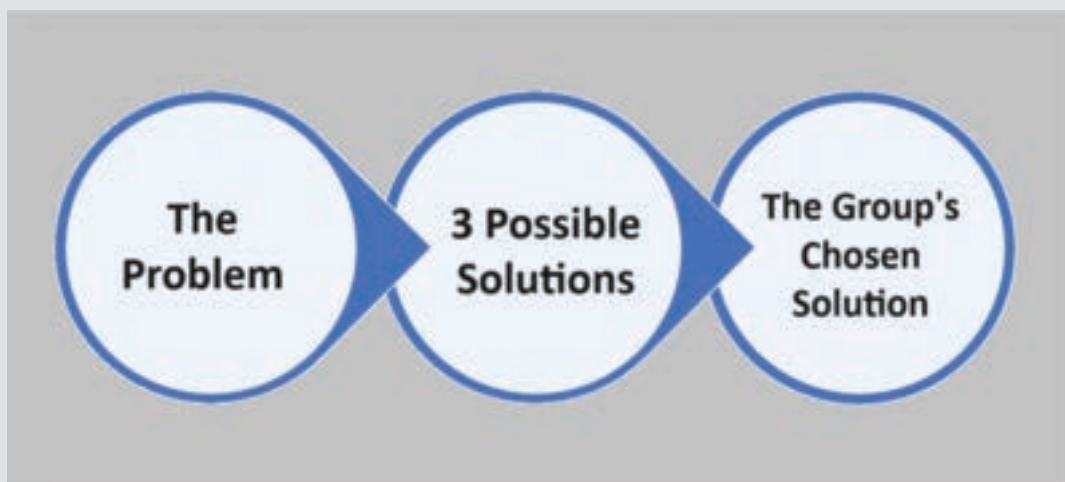 The
Problem
3 Possible
Solutions
The Group's
Chosen
Solution